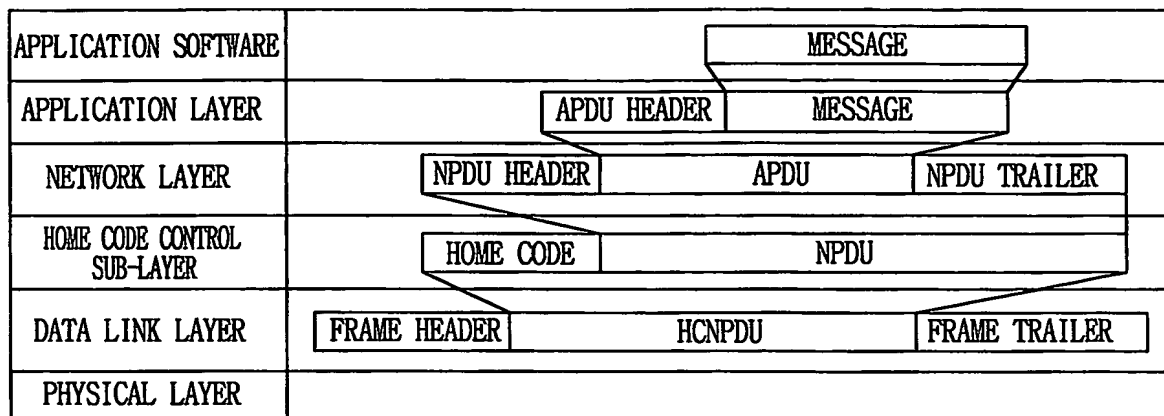 APPLICATION SOFTWARE MESSAGE
APPLICATION LAYER APDU HEADER MESSAGE
NETWORK LAYER NPDU HEADER APDU NPDU TRAILER
HOME CODE CONTROL
SUB-LAYER HOME CODE NPDU
DATA LINK LAYER FRAME HEADER HCNPDU FRAME TRAILER
PHYSICAL LAYER